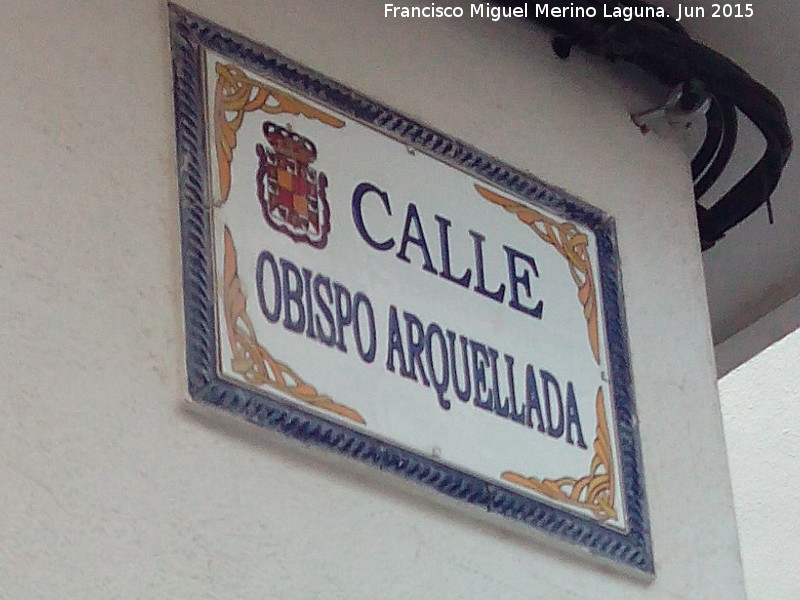 Francisco Miguel Merino Laguna. Jun 2015
CALLE
OBISPO ARQUELLADA